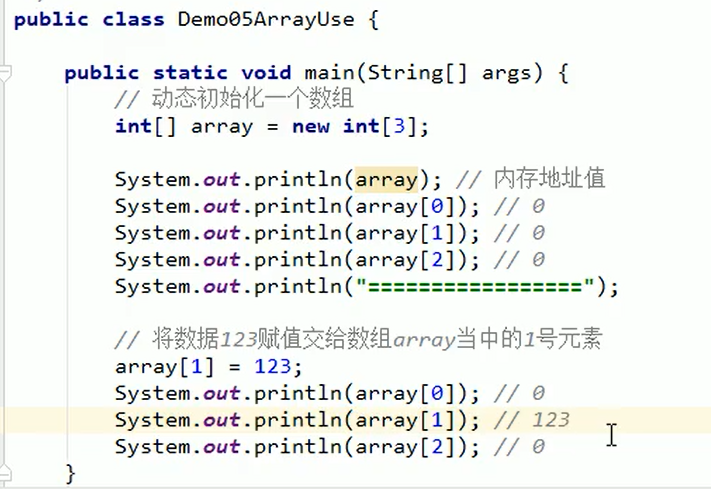 public class Demo05ArrayUse {
public static void main(String[] args) {
// 动态初始化一个数组
int[] array = new int[3];
System.out.println(array); // 内存地址值
System.out.println(array[0]); // 0
System.out.println(array[1]); // 0
System.out.println(array[2]); // 0
System.out.println("=================");
// 将数据123赋值交给数组array当中的1号元素
array[1] = 123;
System.out.println(array[0]); // 0
System.out.println(array[1]); // 123
System.out.println(array[2]); // 0
}